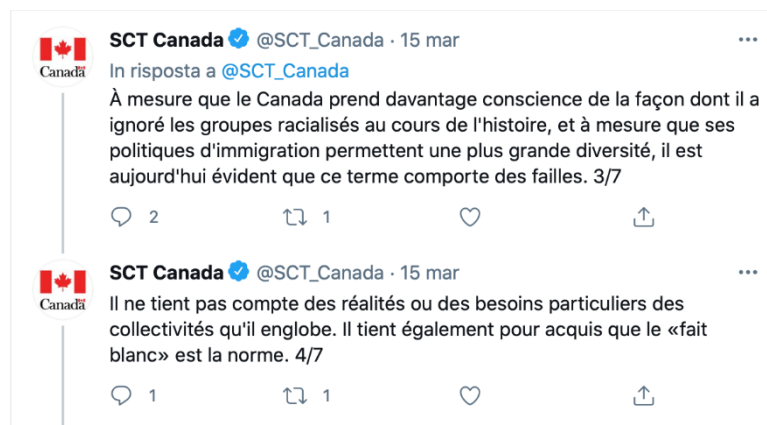 SCT Canada @SCT_Canada · 15 mar
Canada
In risposta a @SCT_Canada
À mesure que le Canada prend davantage conscience de la façon dont il a
ignoré les groupes racialisés au cours de l'histoire, et à mesure que ses
politiques d'immigration permettent une plus grande diversité, il est
aujourd'hui évident que ce terme comporte des failles. 3/7
2 1
SCT Canada @SCT_Canada · 15 mar
Canada
Il ne tient pas compte des réalités ou des besoins particuliers des
collectivités qu'il englobe. Il tient également pour acquis que le «fait
blanc» est la norme. 4/7
1 1